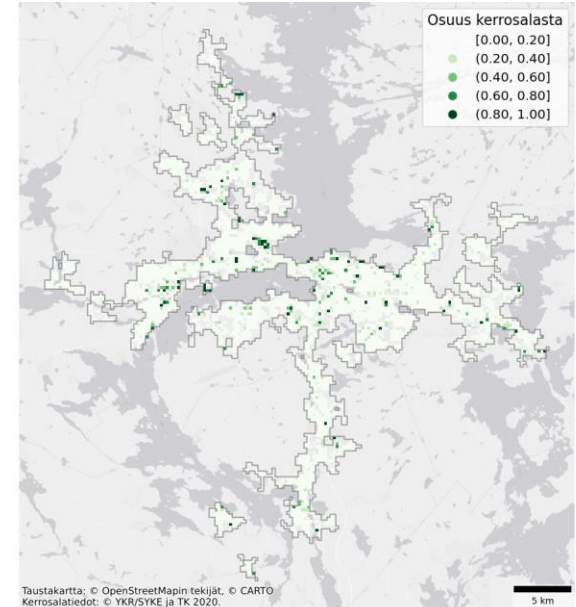 Osuus kerrosalasta
[0.00, 0.20]
(0.20, 0.40]
(0.40, 0.60]
(0.60, 0.80]
(0.80, 1.00]
Taustakartta: © OpenStreetMapin tekijät, © CARTO
Kerrosalatiedot: © YKR/SYKE ja TK 2020.
5 km